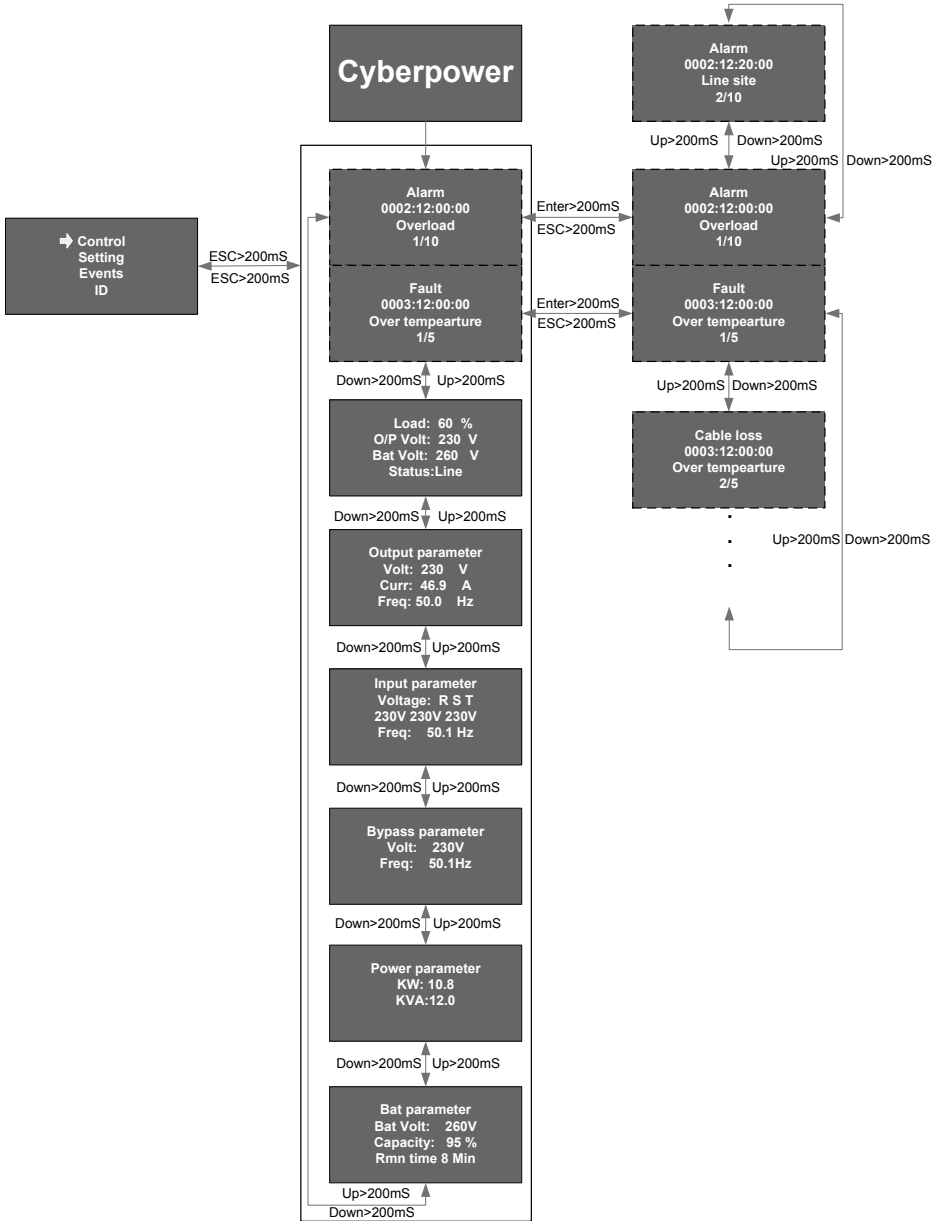 Cyberpower
Alarm
0002:12:20:00
Line site
2/10
Up>200mS Down>200mS
Up>200mS Down>200mS
Alarm
0002:12:00:00
Overload
1/10
Enter>200mS
ESC>200mS
Alarm
0002:12:00:00
Overload
1/10
Control
Setting
Events
ID
ESC>200mS
ESC>200mS
Fault
0003:12:00:00
Over tempearture
1/5
Enter>200mS
ESC>200mS
Fault
0003:12:00:00
Over tempearture
1/5
Down>200mS Up>200mS
Up>200mS Down>200mS
Load: 60 %
O/P Volt: 230 V
Bat Volt: 260 V
Status:Line
Cable loss
0003:12:00:00
Over tempearture
2/5
Down>200mS Up>200mS
Up>200mS Down>200mS
Output parameter
Volt: 230 V
Curr: 46.9 A
Freq: 50.0 Hz
Down>200mS Up>200mS
Input parameter
Voltage: R S T
230V 230V 230V
Freq: 50.1 Hz
Down>200mS Up>200mS
Bypass parameter
Volt: 230V
Freq: 50.1Hz
Down>200mS Up>200mS
Power parameter
KW: 10.8
KVA:12.0
Down>200mS Up>200mS
Bat parameter
Bat Volt: 260V
Capacity: 95 %
Rmn time 8 Min
Up>200mS
Down>200mS